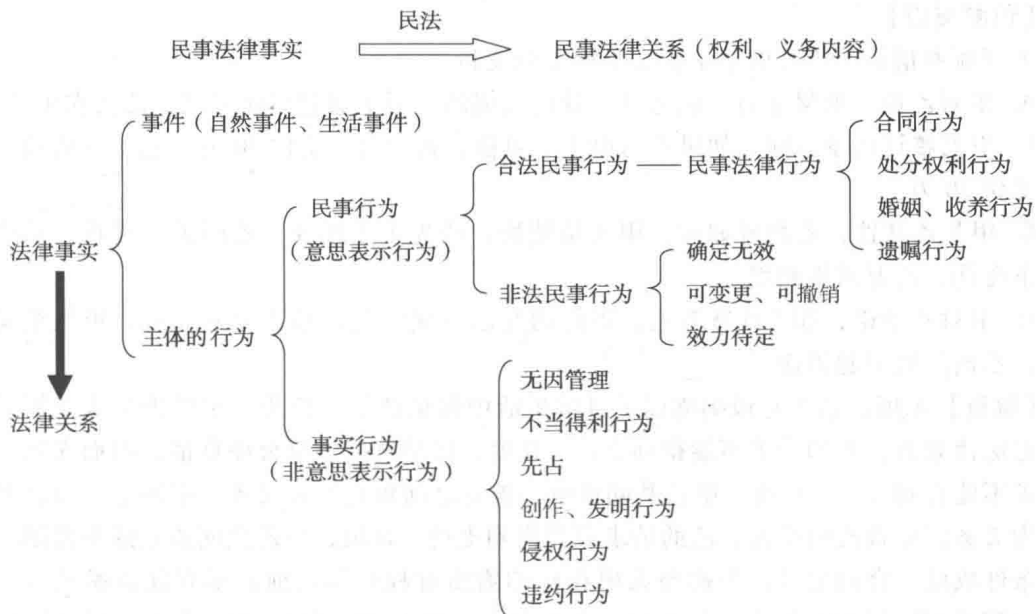 民法
民事法律事实
民事法律关系（权利、义务内容）
法律事实
法律关系
事件（自然事件、生活事件）
主体的行为
民事行为
（意思表示行为）
合法民事行为
民事法律行为
合同行为
处分权利行为
婚姻、收养行为
遗嘱行为
非法民事行为
确定无效
可变更、可撤销
效力待定
事实行为
（非意思表示行为）
无因管理
不当得利行为
先占
创作、发明行为
侵权行为
违约行为